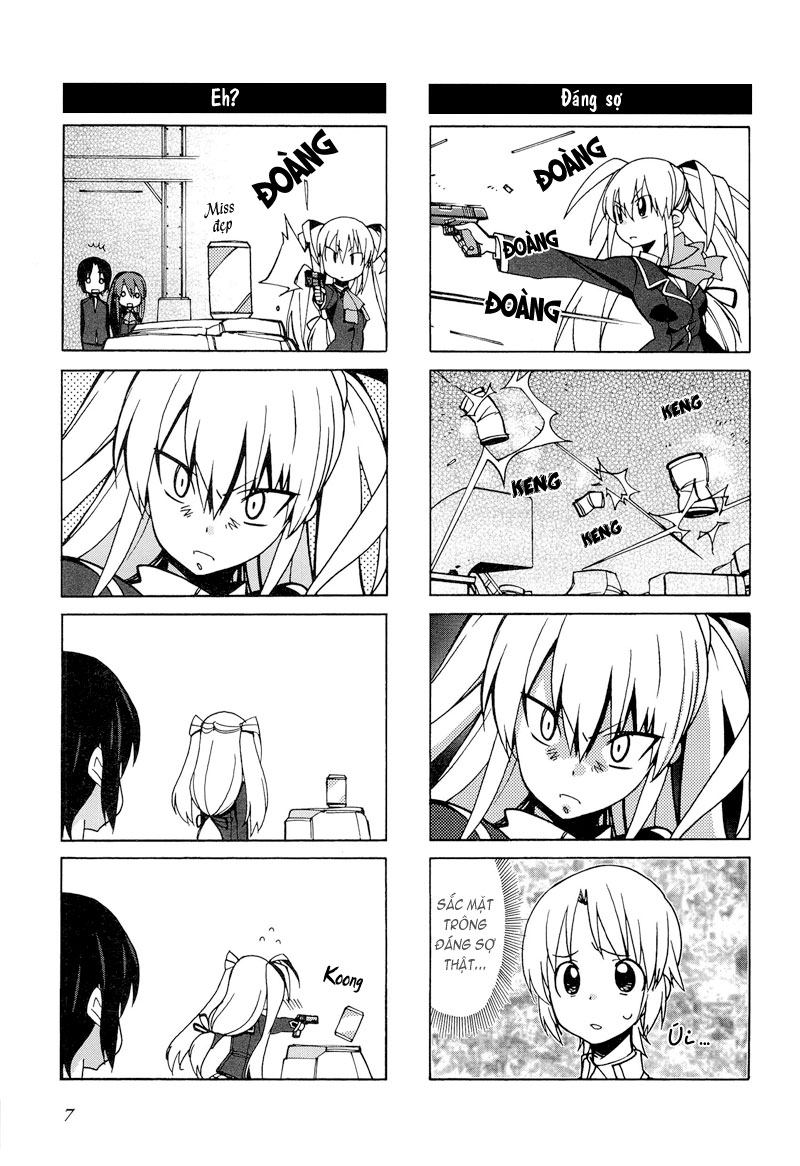 Đáng sợ
ĐOÀNG
ĐOÀNG
ĐOÀNG
KENG
KENG
KENG
SẮC MẶT
TRÔNG
ĐÁNG SỢ
THẬT...
Úi...
Eh?
ĐOÀNG
Miss
đẹp
Koong
7